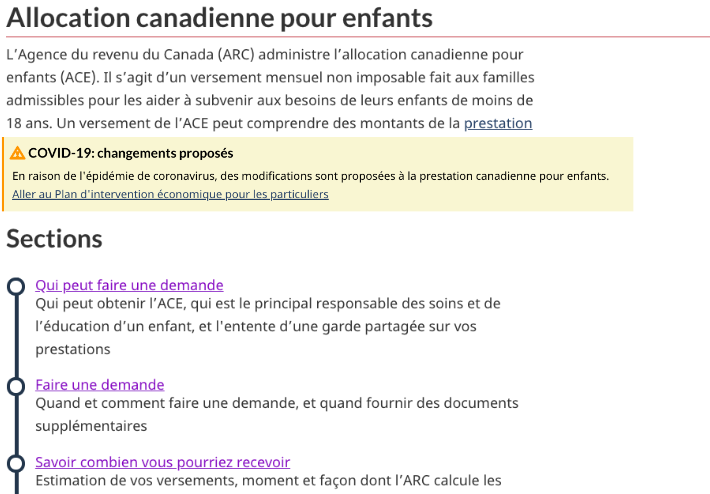 Allocation canadienne pour enfants
L’Agence du revenu du Canada (ARC) administre l’allocation canadienne pour
enfants (ACE). Il s’agit d’un versement mensuel non imposable fait aux familles
admissibles pour les aider à subvenir aux besoins de leurs enfants de moins de
18 ans. Un versement de l’ACE peut comprendre des montants de la prestation
COVID-19: changements proposés
En raison de l'épidémie de coronavirus, des modifications sont proposées à la prestation canadienne pour enfants.
Aller au Plan d'intervention économique pour les particuliers
Sections
Qui peut faire une demande
Qui peut obtenir l’ACE, qui est le principal responsable des soins et de
l’éducation d’un enfant, et l'entente d’une garde partagée sur vos
prestations
Faire une demande
Quand et comment faire une demande, et quand fournir des documents
supplémentaires
Savoir combien vous pourriez recevoir
Estimation de vos versements, moment et façon dont l’ARC calcule les